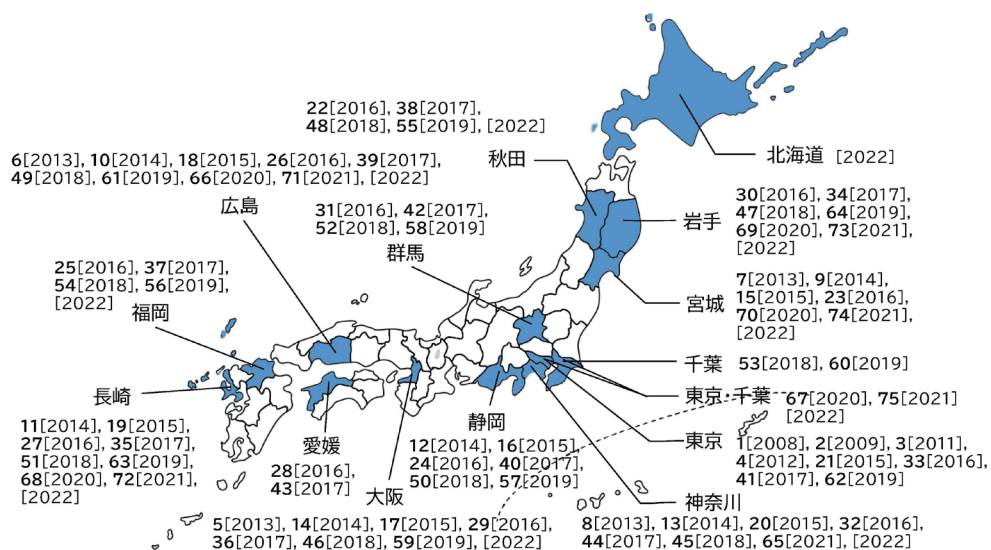 22[2016], 38[2017],
48[2018], 55[2019], [2022]
秋田
北海道 [2022]
6[2013], 10[2014], 18[2015], 26[2016], 39[2017],
49[2018], 61[2019], 66[2020], 71[2021], [2022]
広島
31[2016], 42[2017],
52[2018], 58[2019]
群馬
岩手
30[2016], 34[2017],
47[2018], 64[2019],
69[2020], 73[2021],
[2022]
25[2016], 37[2017],
54[2018], 56[2019],
[2022]
福岡
宮城
7[2013], 9[2014],
15[2015], 23[2016],
70[2020], 74[2021],
[2022]
千葉 53[2018], 60[2019]
東京·千葉 67[2020], 75[2021]
[2022]
長崎
11[2014], 19[2015],
27[2016], 35[2017],
51[2018], 63[2019],
68[2020], 72[2021],
[2022]
愛媛
28[2016],
43[2017]
静岡
12[2014], 16[2015],
24[2016], 40[2017],
50[2018], 57[2019]
東京
1[2008], 2[2009], 3[2011],
4[2012], 21[2015], 33[2016],
41[2017], 62[2019]
大阪
5[2013], 14[2014], 17[2015], 29[2016],
36[2017], 46[2018], 59[2019], [2022]
神奈川
8[2013], 13[2014], 20[2015], 32[2016],
44[2017], 45[2018], 65[2021], [2022]